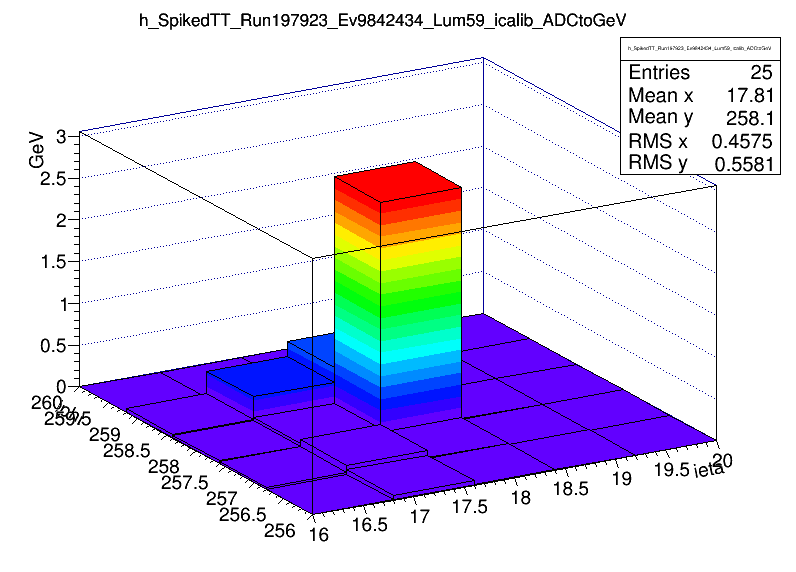 h_SpikedTT_Run197923_Ev9842434_Lum59_icalib_ADCtoGeV
h_SpikedTT_Run197923_Ev9842434_Lum59_icalib_ADCtoGeV
Entries 25
Mean x 17.81
Mean y 258.1
RMS x 0.4575
RMS y 0.5581
GeV
3
2.5
2
1.5
1
0.5
0
260
259.5
259
258.5
258
257.5
257
256.5
256
16
16.5
17
17.5
18
18.5
19
19.5
20
ieta